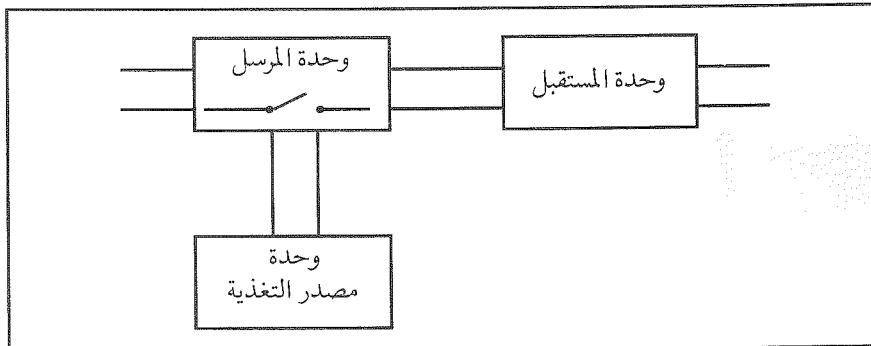 وحدة المرسل
وحدة المستقبل
وحدة
مصدر التغذية